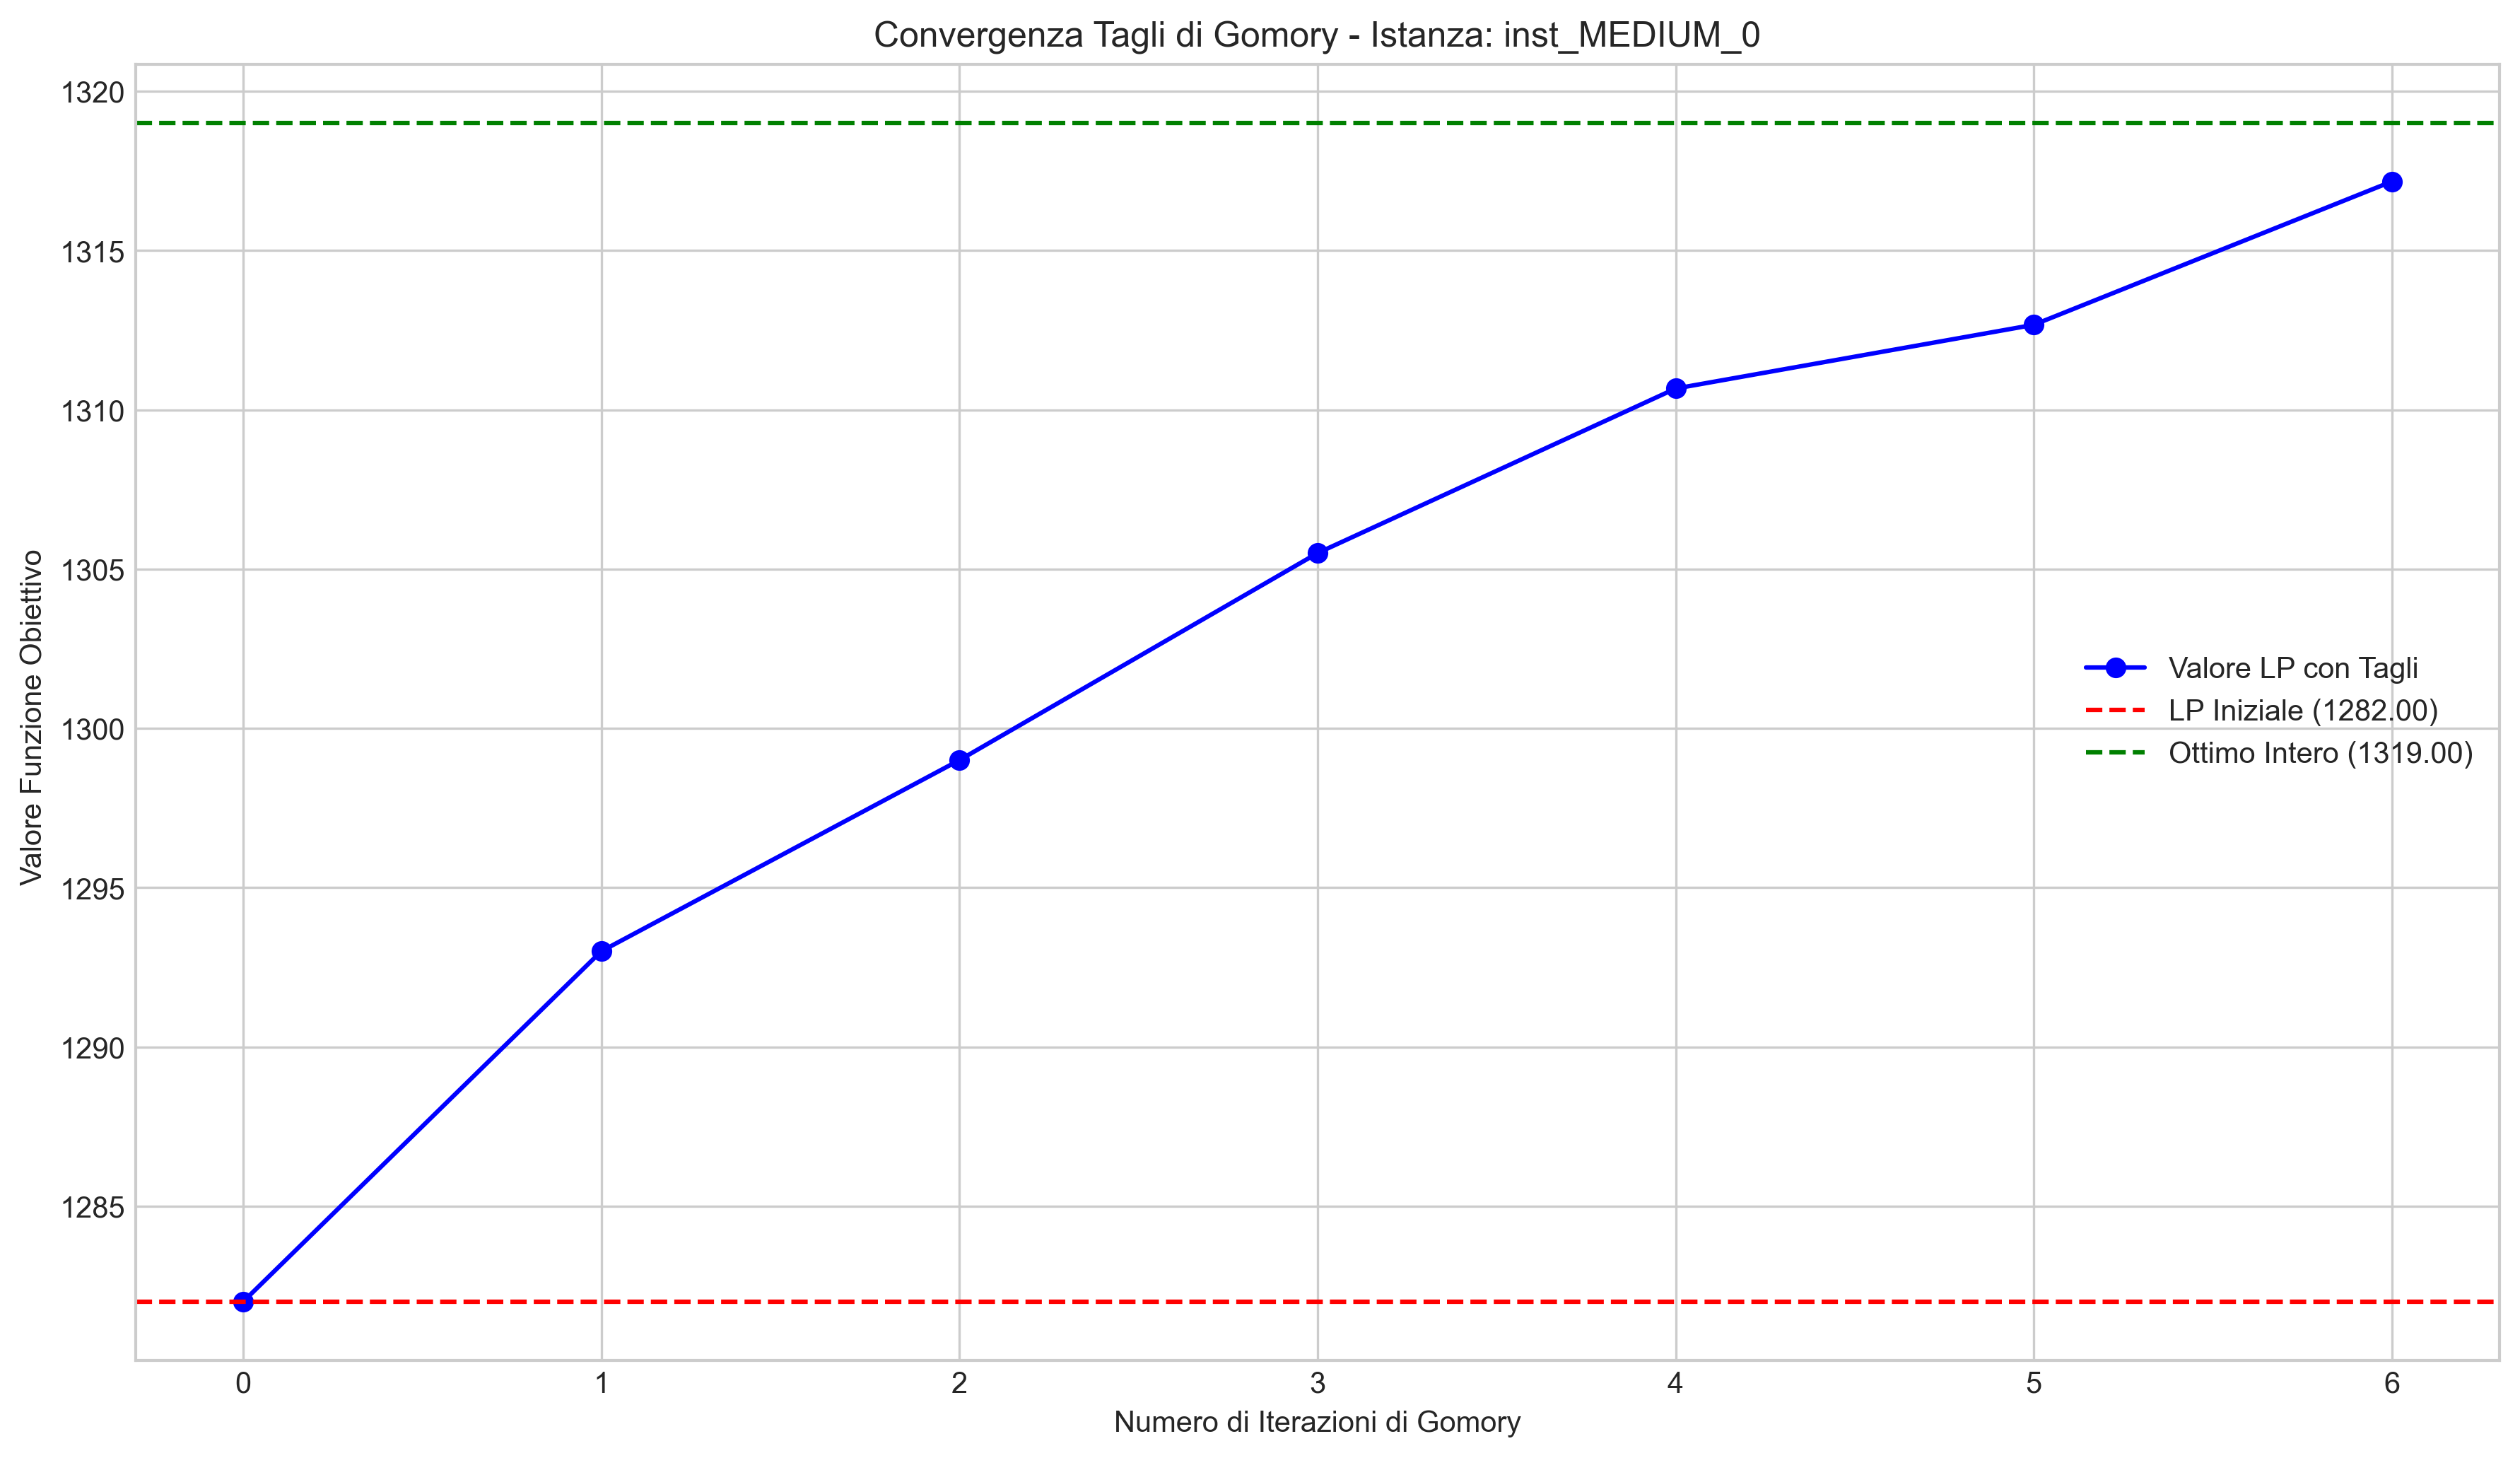 Convergenza Tagli di Gomory - Istanza: inst_MEDIUM_0
Valore Funzione Obiettivo
1320
1315
1310
1305
1300
1295
1290
1285
Valore LP con Tagli
LP Iniziale (1282.00)
Ottimo Intero (1319.00)
0 1 2 3 4 5 6
Numero di Iterazioni di Gomory